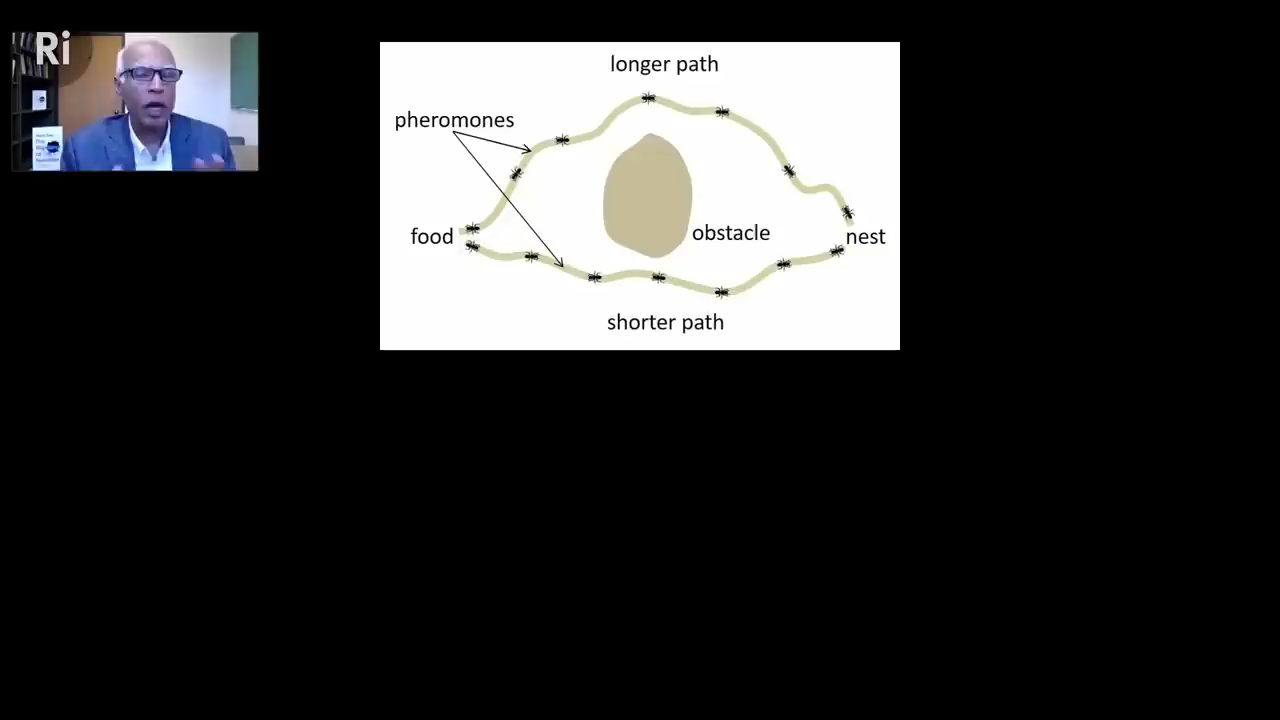 Ri
longer path
pheromones
food
obstacle
nest
shorter path